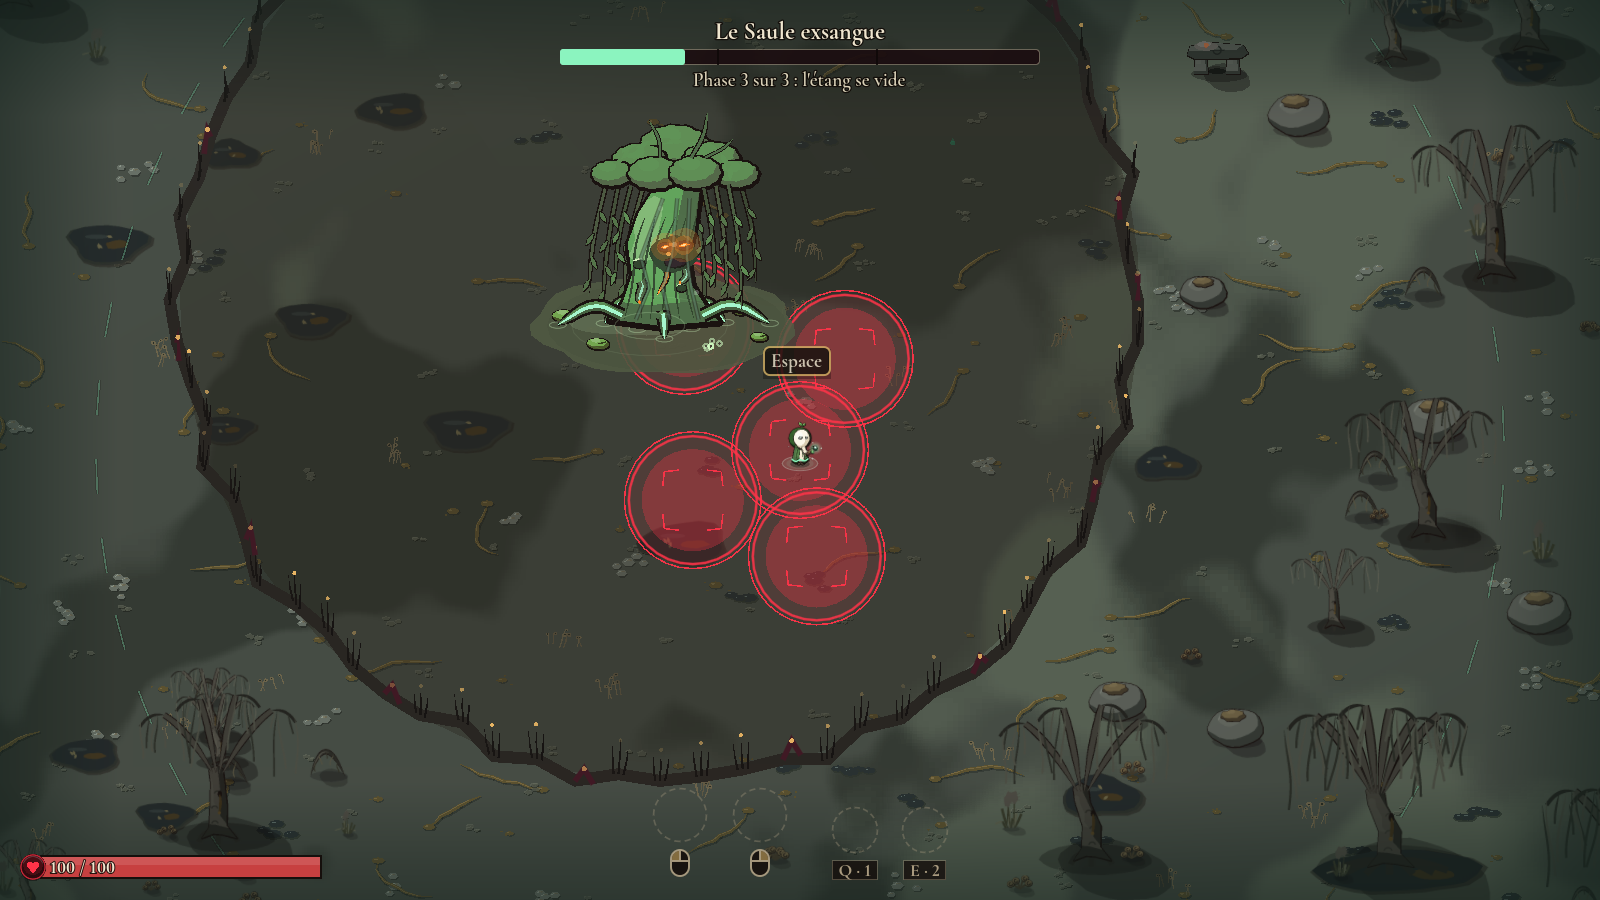 Le Saule exsangue
Phase 3 sur 3 : l'étang se vide
Espace
100 / 100
Q · 1
E · 2